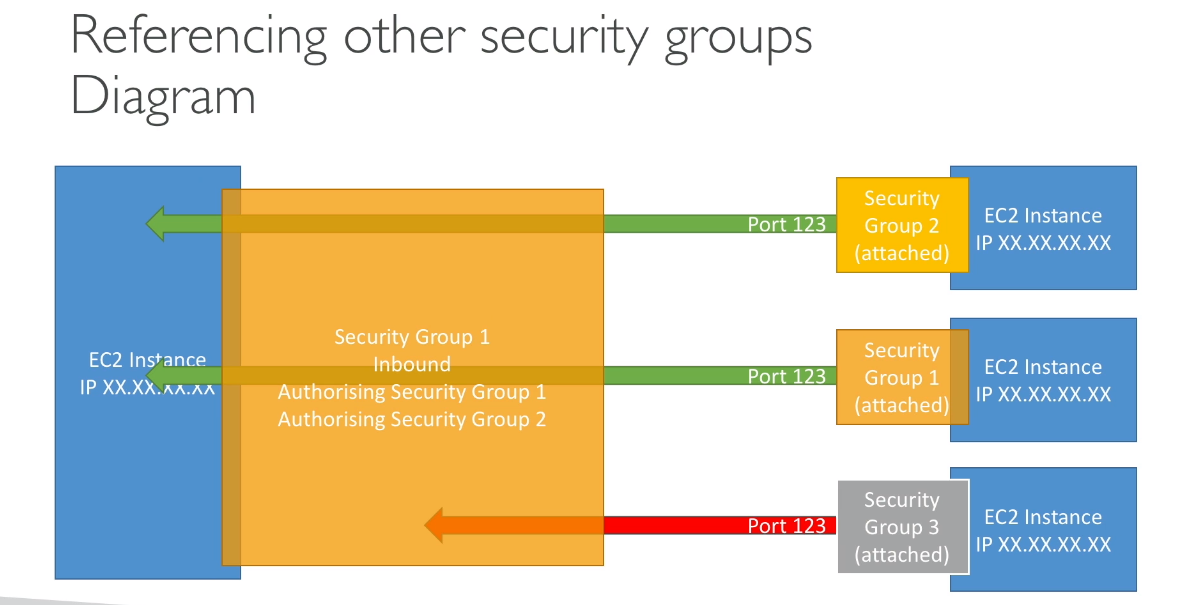 Referencing other security groups
Diagram
EC2 Instance
IP XX.XX.XX.XX
Security Group 1
Inbound
Authorising Security Group 1
Authorising Security Group 2
Port 123
Security
Group 2
(attached)
EC2 Instance
IP XX.XX.XX.XX
Port 123
Security
Group 1
(attached)
EC2 Instance
IP XX.XX.XX.XX
Port 123
Security
Group 3
(attached)
EC2 Instance
IP XX.XX.XX.XX